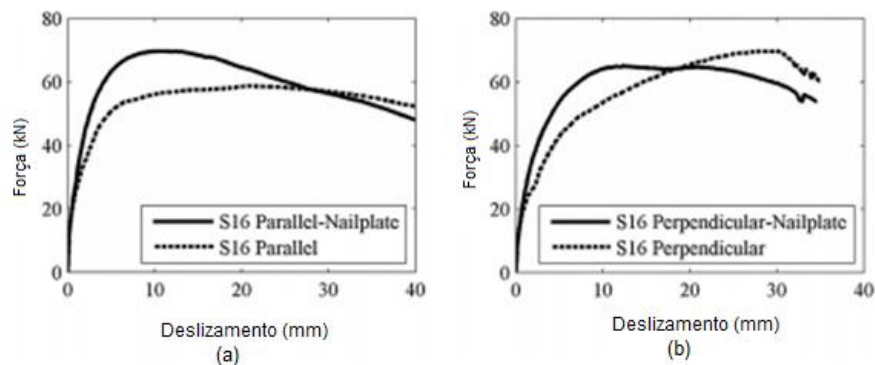 80
60
40
20
0
Força (kN)
S16 Parallel-Nailplate
S16 Parallel
0 10 20 30 40
Deslizamento (mm)
(a)
80
60
40
20
0
Força (kN)
S16 Perpendicular-Nailplate
S16 Perpendicular
0 10 20 30 40
Deslizamento (mm)
(b)